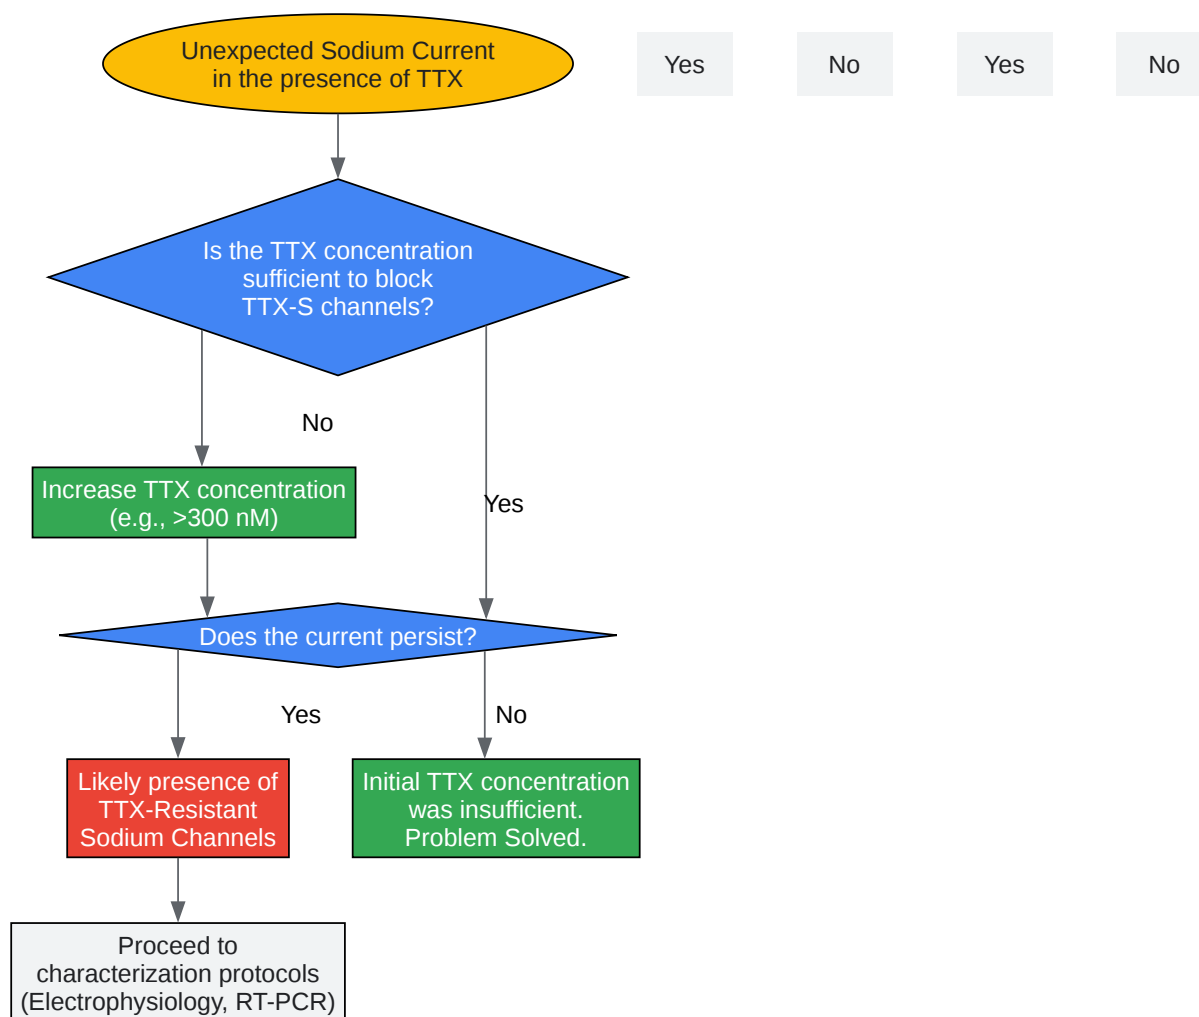 Unexpected Sodium Current
in the presence of TTX
Yes
No
Yes
No
Is the TTX concentration
sufficient to block
TTX-S channels?
No
Increase TTX concentration
(e.g., >300 nM)
Yes
Does the current persist?
Yes
No
Likely presence of
TTX-Resistant
Sodium Channels
Initial TTX concentration
was insufficient.
Problem Solved.
Proceed to
characterization protocols
(Electrophysiology, RT-PCR)